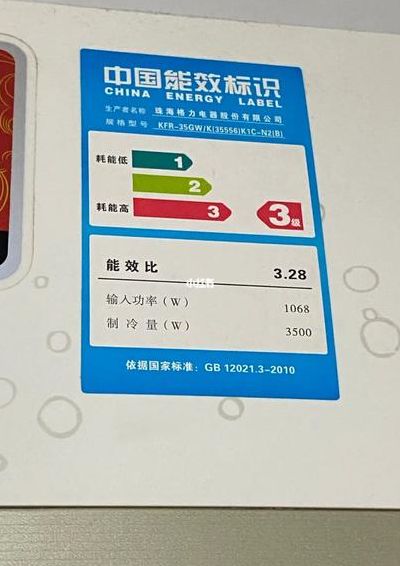 中国能效标识
CHINA ENERGY LABEL
生产者名称 珠海格力电器股份有限公司
规格型号 KFR-35GW/K(35556)K1C-N2(B)
耗能低 1
2
耗能高 3 3级
能效比 3.28
输入功率(W) 1068
制冷量(W) 3500
依据国家标准: GB 12021.3-2010